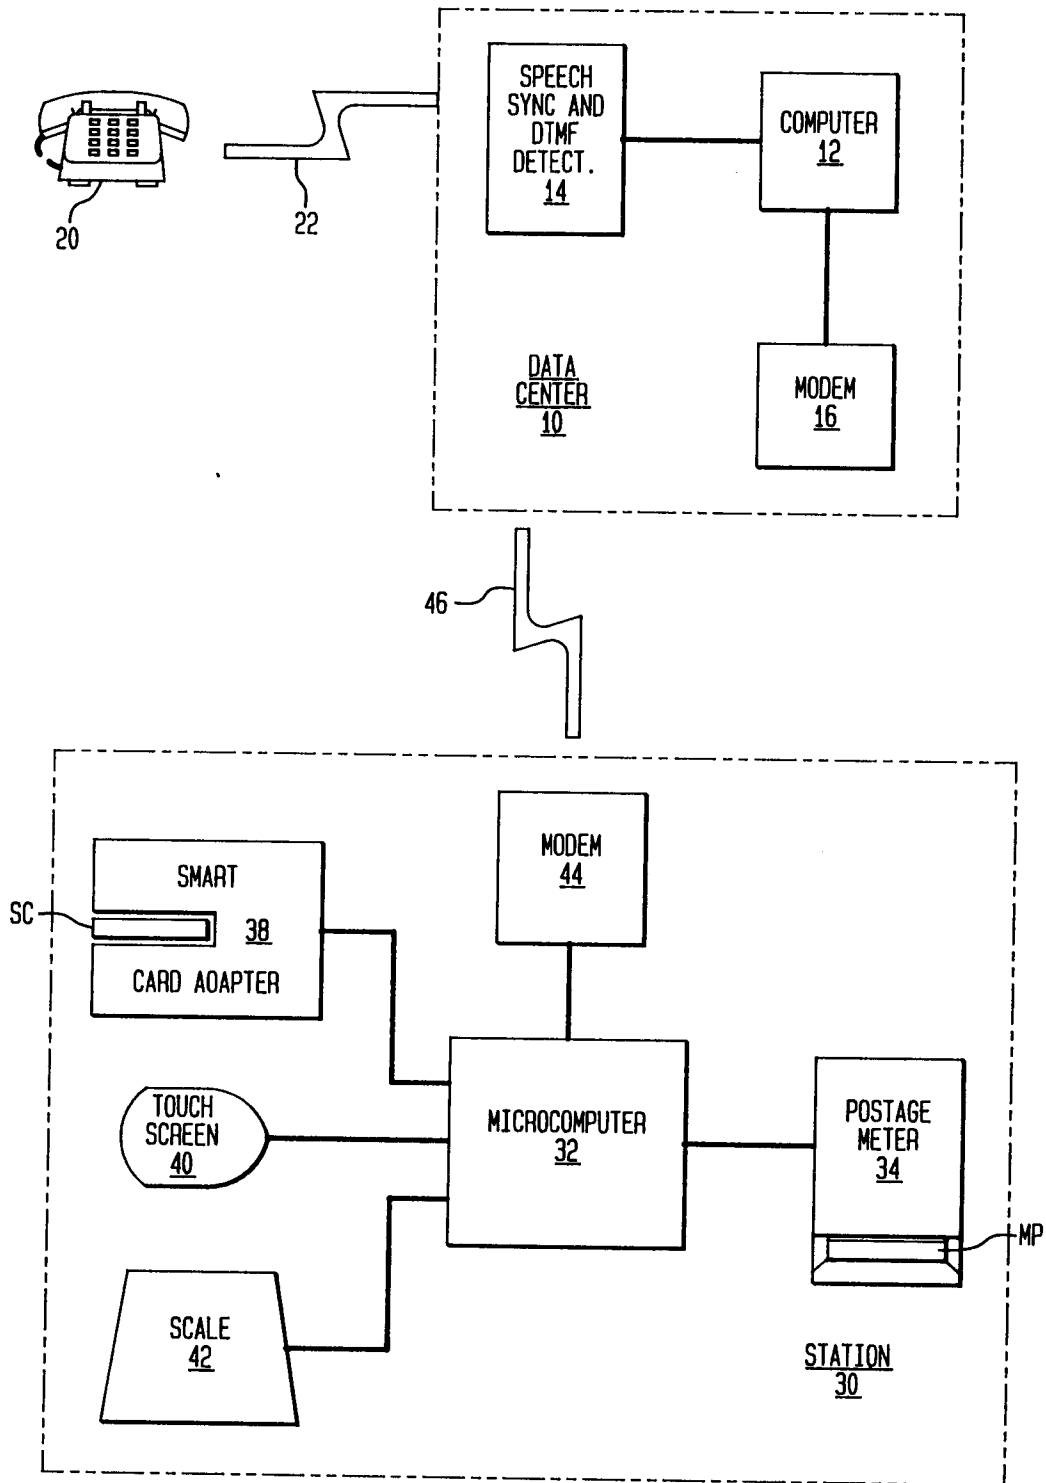 SPEECH
SYNC AND
DTMF
DETECT.
14
COMPUTER
12
20
22
DATA
CENTER
10
MODEM
16
46
MODEM
44
SMART
SC
38
CARD AOAPTER
TOUCH
SCREEN
40
MICROCOMPUTER
32
POSTAGE
METER
34
MP
SCALE
42
STATION
30